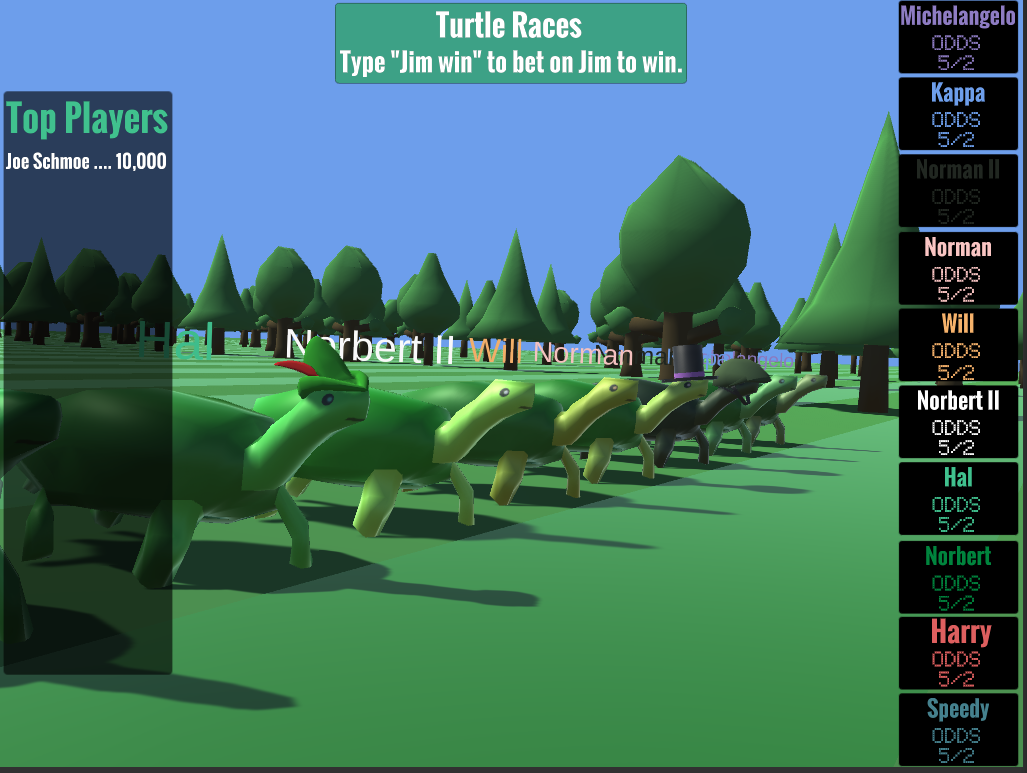 Turtle Races
Type "Jim win" to bet on Jim to win.
Top Players
Joe Schmoe .... 10,000
Hal
Norbert II
Will
Norman
Michelangelo
ODDS
5/2
Kappa
ODDS
5/2
Norman II
ODDS
5/2
Norman
ODDS
5/2
Will
ODDS
5/2
Norbert II
ODDS
5/2
Hal
ODDS
5/2
Norbert
ODDS
5/2
Harry
ODDS
5/2
Speedy
ODDS
5/2